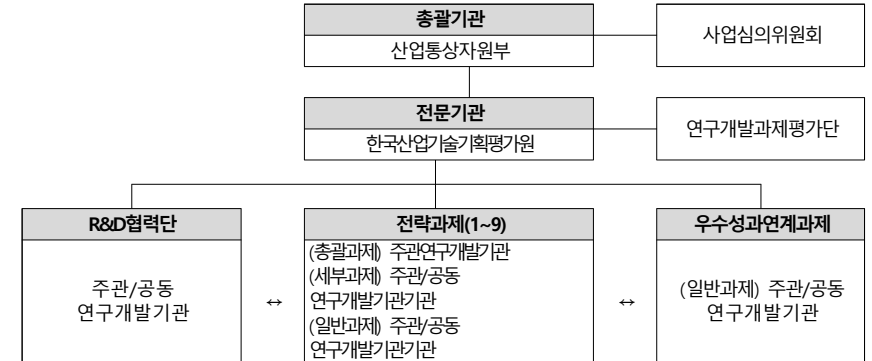 총괄기관
산업통상자원부
사업심의위원회
전문기관
한국산업기술기획평가원
연구개발과제평가단
R&D협력단
주관/공동
연구개발기관
↔
전략과제(1~9)
(총괄과제) 주관연구개발기관
(세부과제) 주관/공동
연구개발기관기관
(일반과제) 주관/공동
연구개발기관기관
↔
우수성과연계과제
(일반과제) 주관/공동
연구개발기관